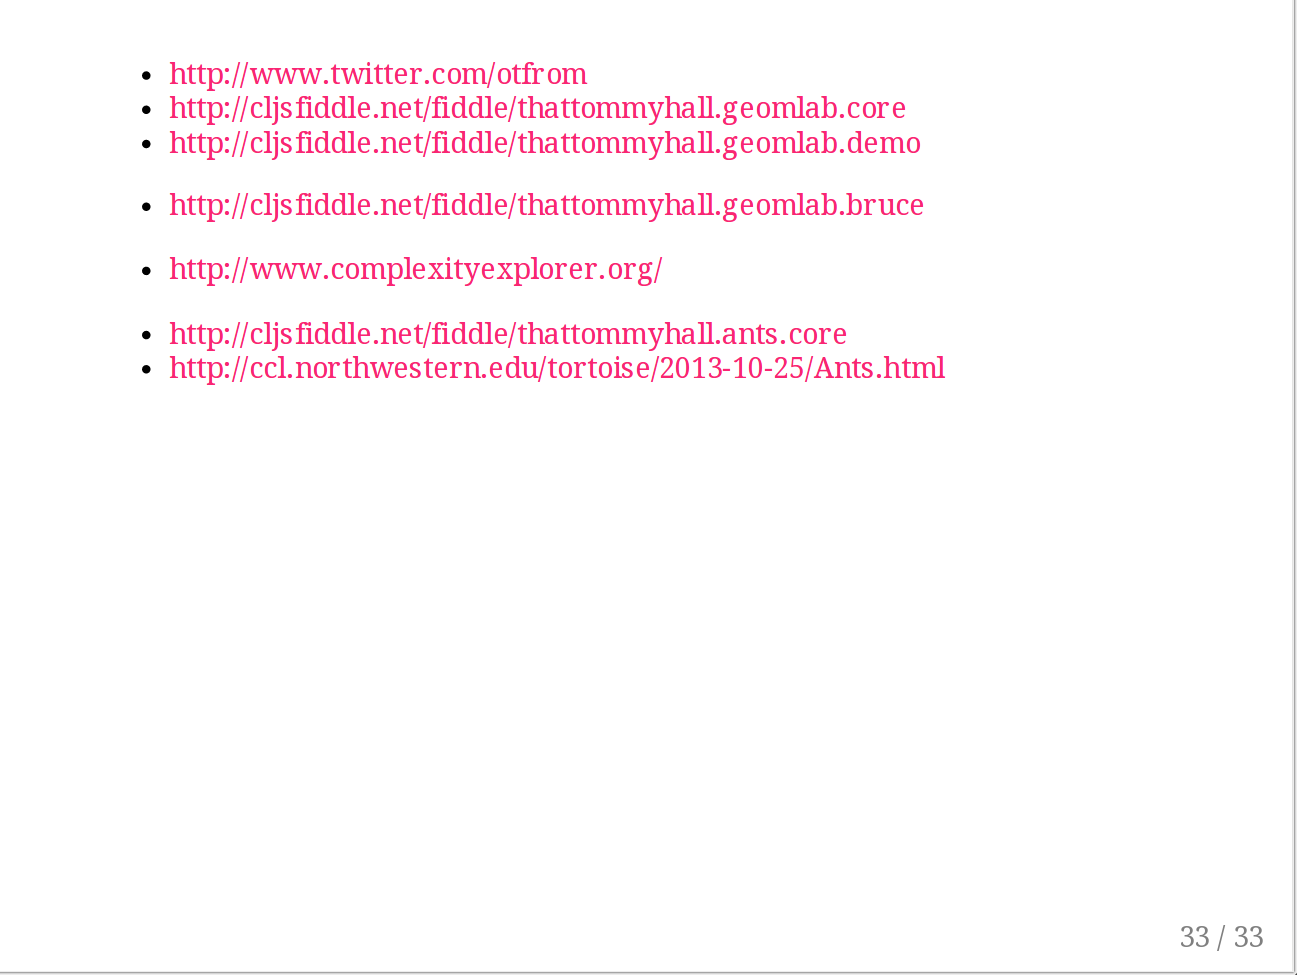 http://www.twitter.com/otfrom
http://cljsfiddle.net/fiddle/thattommyhall.geomlab.core
http://cljsfiddle.net/fiddle/thattommyhall.geomlab.demo
http://cljsfiddle.net/fiddle/thattommyhall.geomlab.bruce
http://www.complexityexplorer.org/
http://cljsfiddle.net/fiddle/thattommyhall.ants.core
http://ccl.northwestern.edu/tortoise/2013-10-25/Ants.html
33 / 33